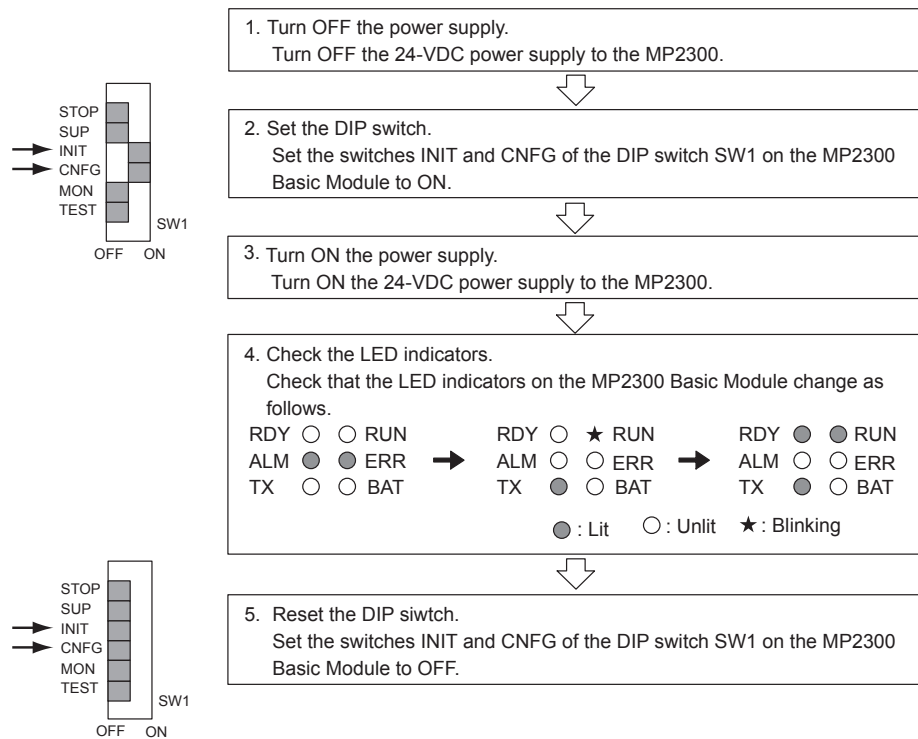 1. Turn OFF the power supply.
Turn OFF the 24-VDC power supply to the MP2300.
STOP
SUP
INIT
CNFG
MON
TEST
SW1
OFF ON
2. Set the DIP switch.
Set the switches INIT and CNFG of the DIP switch SW1 on the MP2300
Basic Module to ON.
3. Turn ON the power supply.
Turn ON the 24-VDC power supply to the MP2300.
4. Check the LED indicators.
Check that the LED indicators on the MP2300 Basic Module change as
follows.
RDY RUN RDY RUN RDY RUN
ALM ERR ALM ERR ALM ERR
TX BAT TX BAT TX BAT
: Lit : Unlit : Blinking
STOP
SUP
INIT
CNFG
MON
TEST
SW1
OFF ON
5. Reset the DIP siwtch.
Set the switches INIT and CNFG of the DIP switch SW1 on the MP2300
Basic Module to OFF.